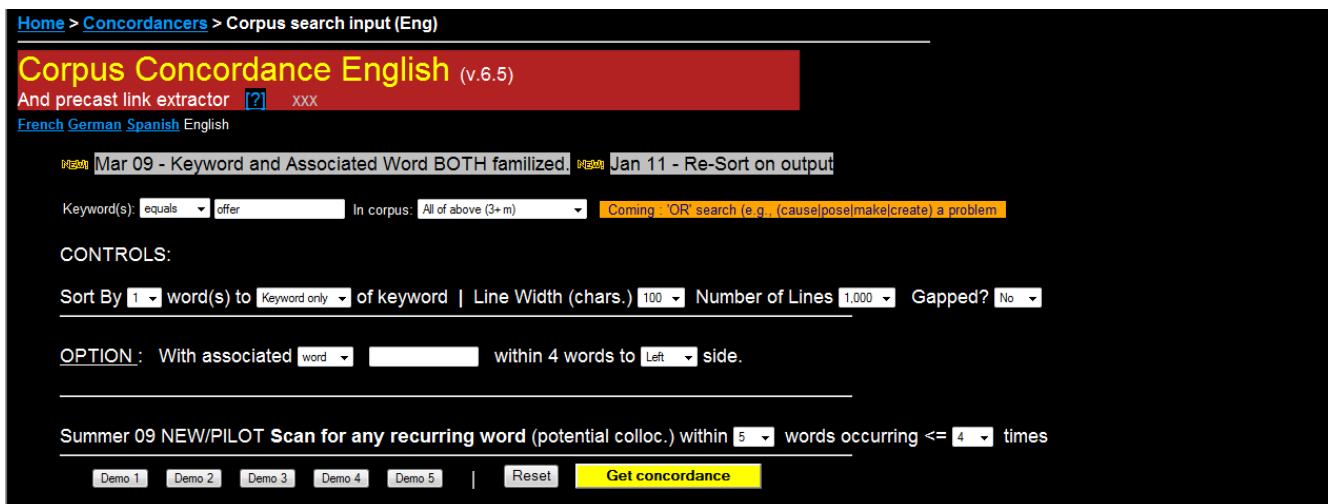 Home > Concordancers > Corpus search input (Eng)
Corpus Concordance English (v.6.5)
And precast link extractor [?] xxx
French German Spanish English
NEW! Mar 09 - Keyword and Associated Word BOTH familized. NEW! Jan 11 - Re-Sort on output
Keyword(s): equals offer In corpus: All of above (3+m) Coming : 'OR' search (e.g., (cause|pose|make|create) a problem
CONTROLS:
Sort By 1 word(s) to Keyword only of keyword | Line Width (chars.) 100 Number of Lines 1,000 Gapped? No
OPTION : With associated word within 4 words to Left side.
Summer 09 NEW/PILOT Scan for any recurring word (potential colloc.) within 5 words occurring <= 4 times
Demo 1 Demo 2 Demo 3 Demo 4 Demo 5 | Reset Get concordance